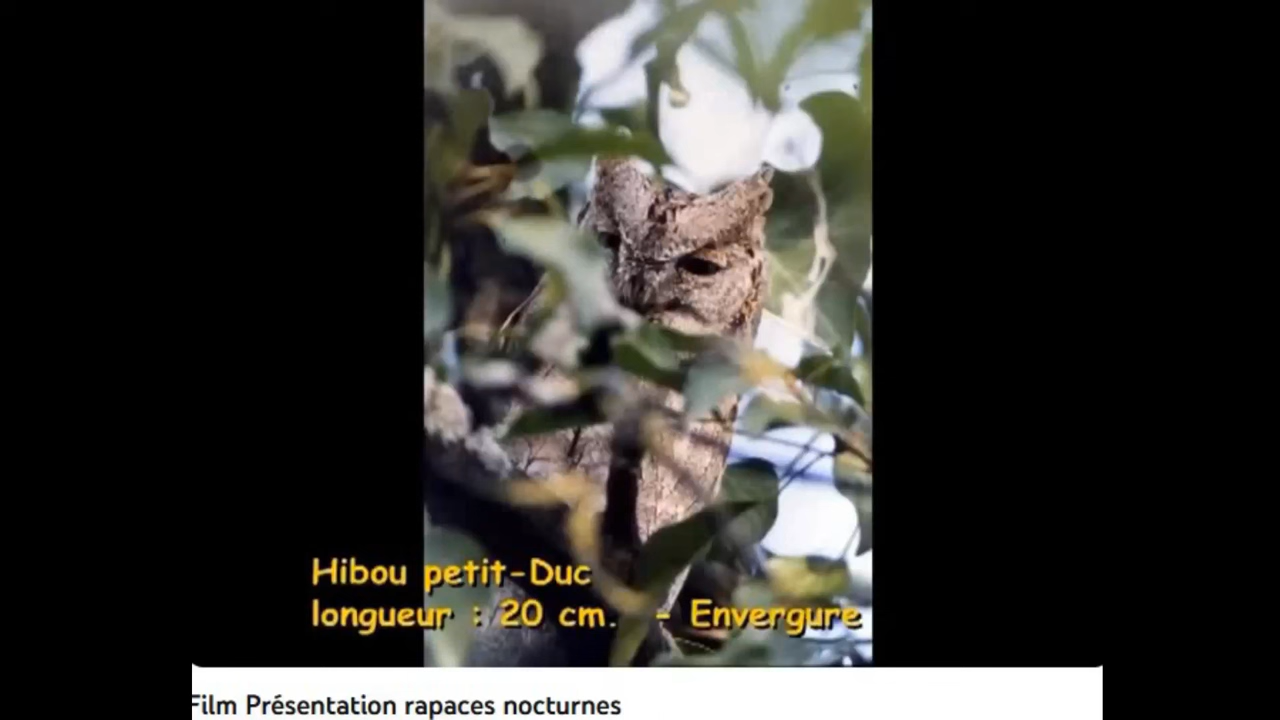 Hibou petit-Duc
longueur : 20 cm. - Envergure
Film Présentation rapaces nocturnes